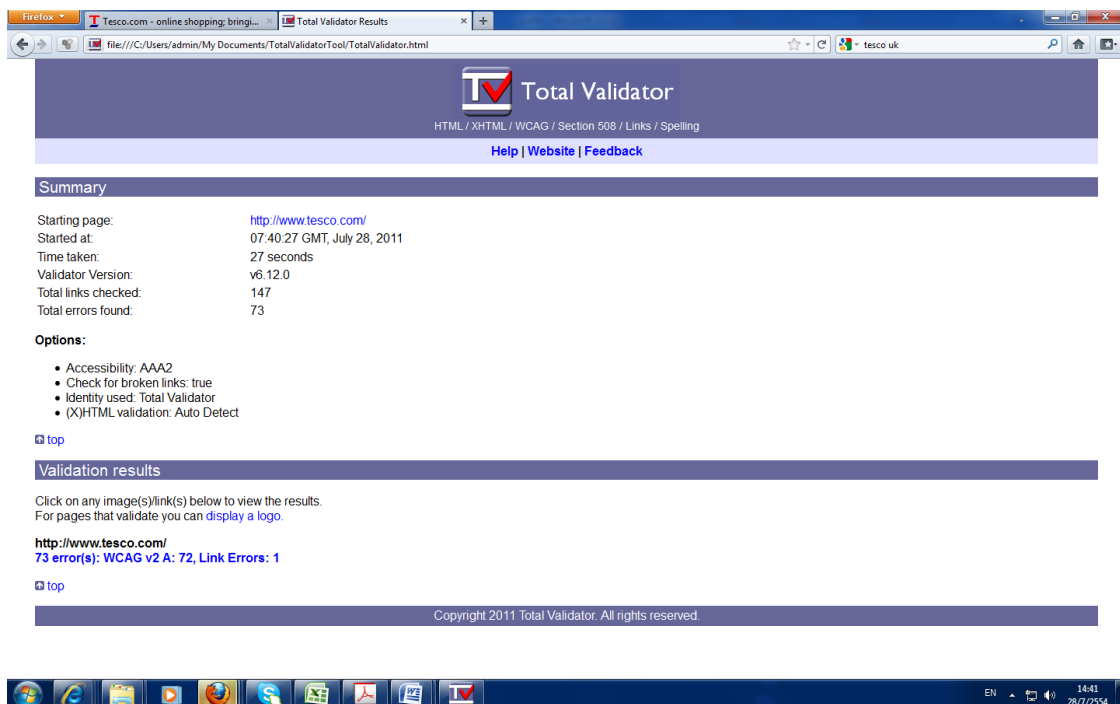 Firefox
Tesco.com - online shopping; bringi... ×
Total Validator Results ×
+
file:///C:/Users/admin/My Documents/TotalValidatorTool/TotalValidator.html
tesco uk
TV Total Validator
HTML / XHTML / WCAG / Section 508 / Links / Spelling
Help | Website | Feedback
Summary
Starting page: http://www.tesco.com/
Started at: 07:40:27 GMT, July 28, 2011
Time taken: 27 seconds
Validator Version: v6.12.0
Total links checked: 147
Total errors found: 73
Options:
• Accessibility: AAA2
• Check for broken links: true
• Identity used: Total Validator
• (X)HTML validation: Auto Detect
top
Validation results
Click on any image(s)/link(s) below to view the results.
For pages that validate you can display a logo.
http://www.tesco.com/
73 error(s): WCAG v2 A: 72, Link Errors: 1
top
Copyright 2011 Total Validator. All rights reserved.
EN
14:41
28/7/2554